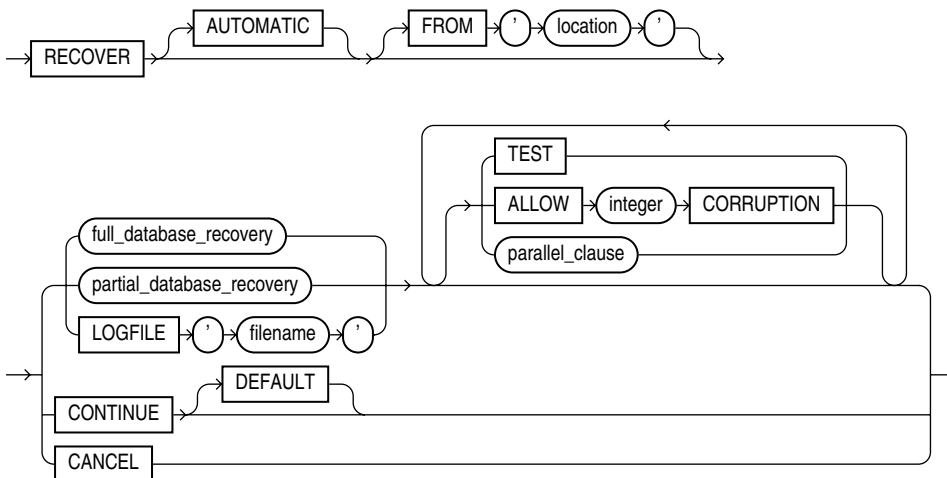 RECOVER AUTOMATIC FROM ' location '
TEST
ALLOW integer CORRUPTION
parallel_clause
full_database_recovery
partial_database_recovery
LOGFILE ' filename '
CONTINUE DEFAULT
CANCEL